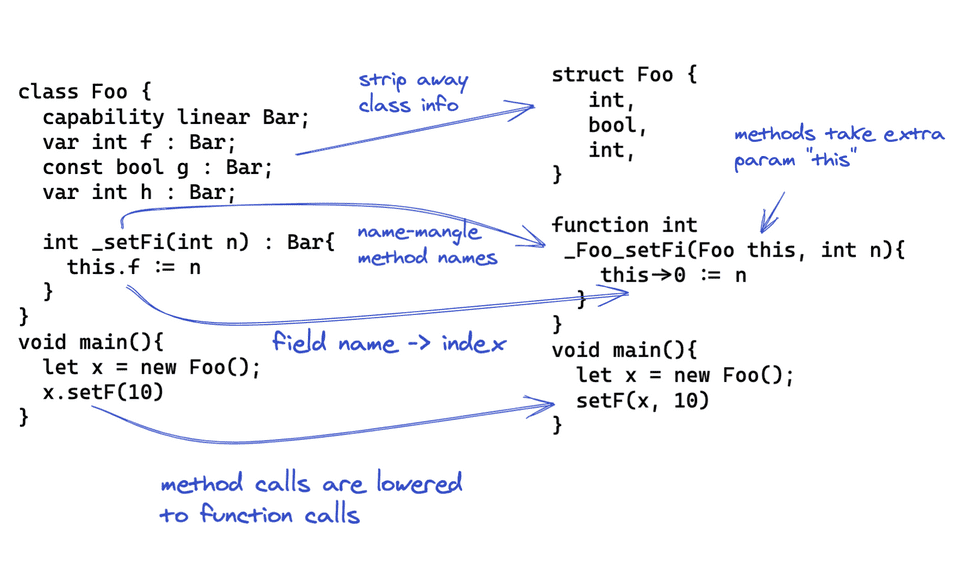 class Foo {
capability linear Bar;
var int f : Bar;
const bool g : Bar;
var int h : Bar;
int _setFi(int n) : Bar{
this.f := n
}
}
void main(){
let x = new Foo();
x.setF(10)
}
strip away
class info
name-mangle
method names
field name -> index
method calls are lowered
to function calls
struct Foo {
int,
bool,
int,
}
methods take extra
param "this"
function int
_Foo_setFi(Foo this, int n){
this->0 := n
}
}
void main(){
let x = new Foo();
setF(x, 10)
}